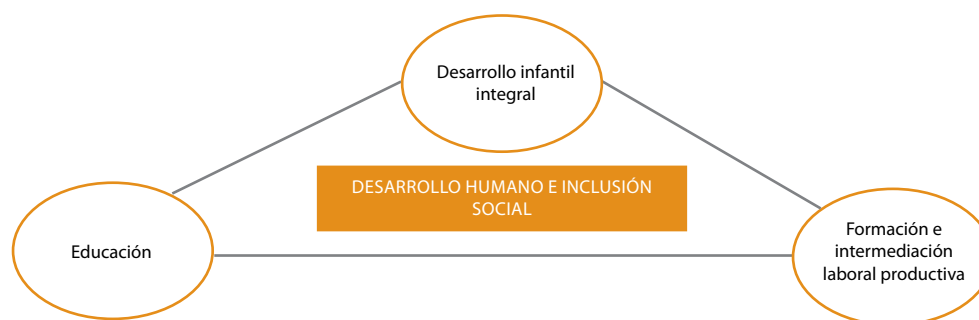 Desarrollo infantil
integral
DESARROLLO HUMANO E INCLUSIÓN
SOCIAL
Educación
Formación e
intermediación
laboral productiva